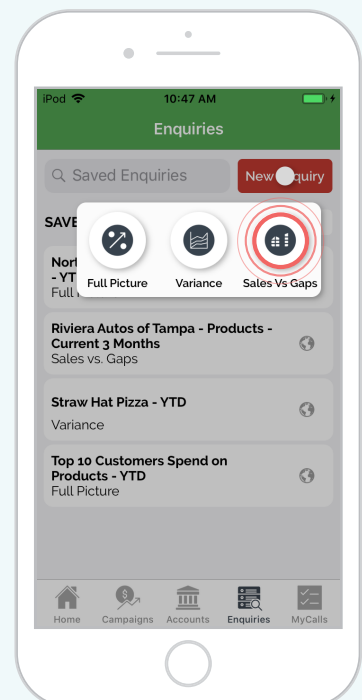 iPod 10:47 AM
Enquiries
Saved Enquiries
New quiry
SAVE
Full Picture Variance Sales Vs Gaps
Nort
- YT
Full
Riviera Autos of Tampa - Products -
Current 3 Months
Sales vs. Gaps
Straw Hat Pizza - YTD
Variance
Top 10 Customers Spend on
Products - YTD
Full Picture
Home Campaigns Accounts Enquiries MyCalls